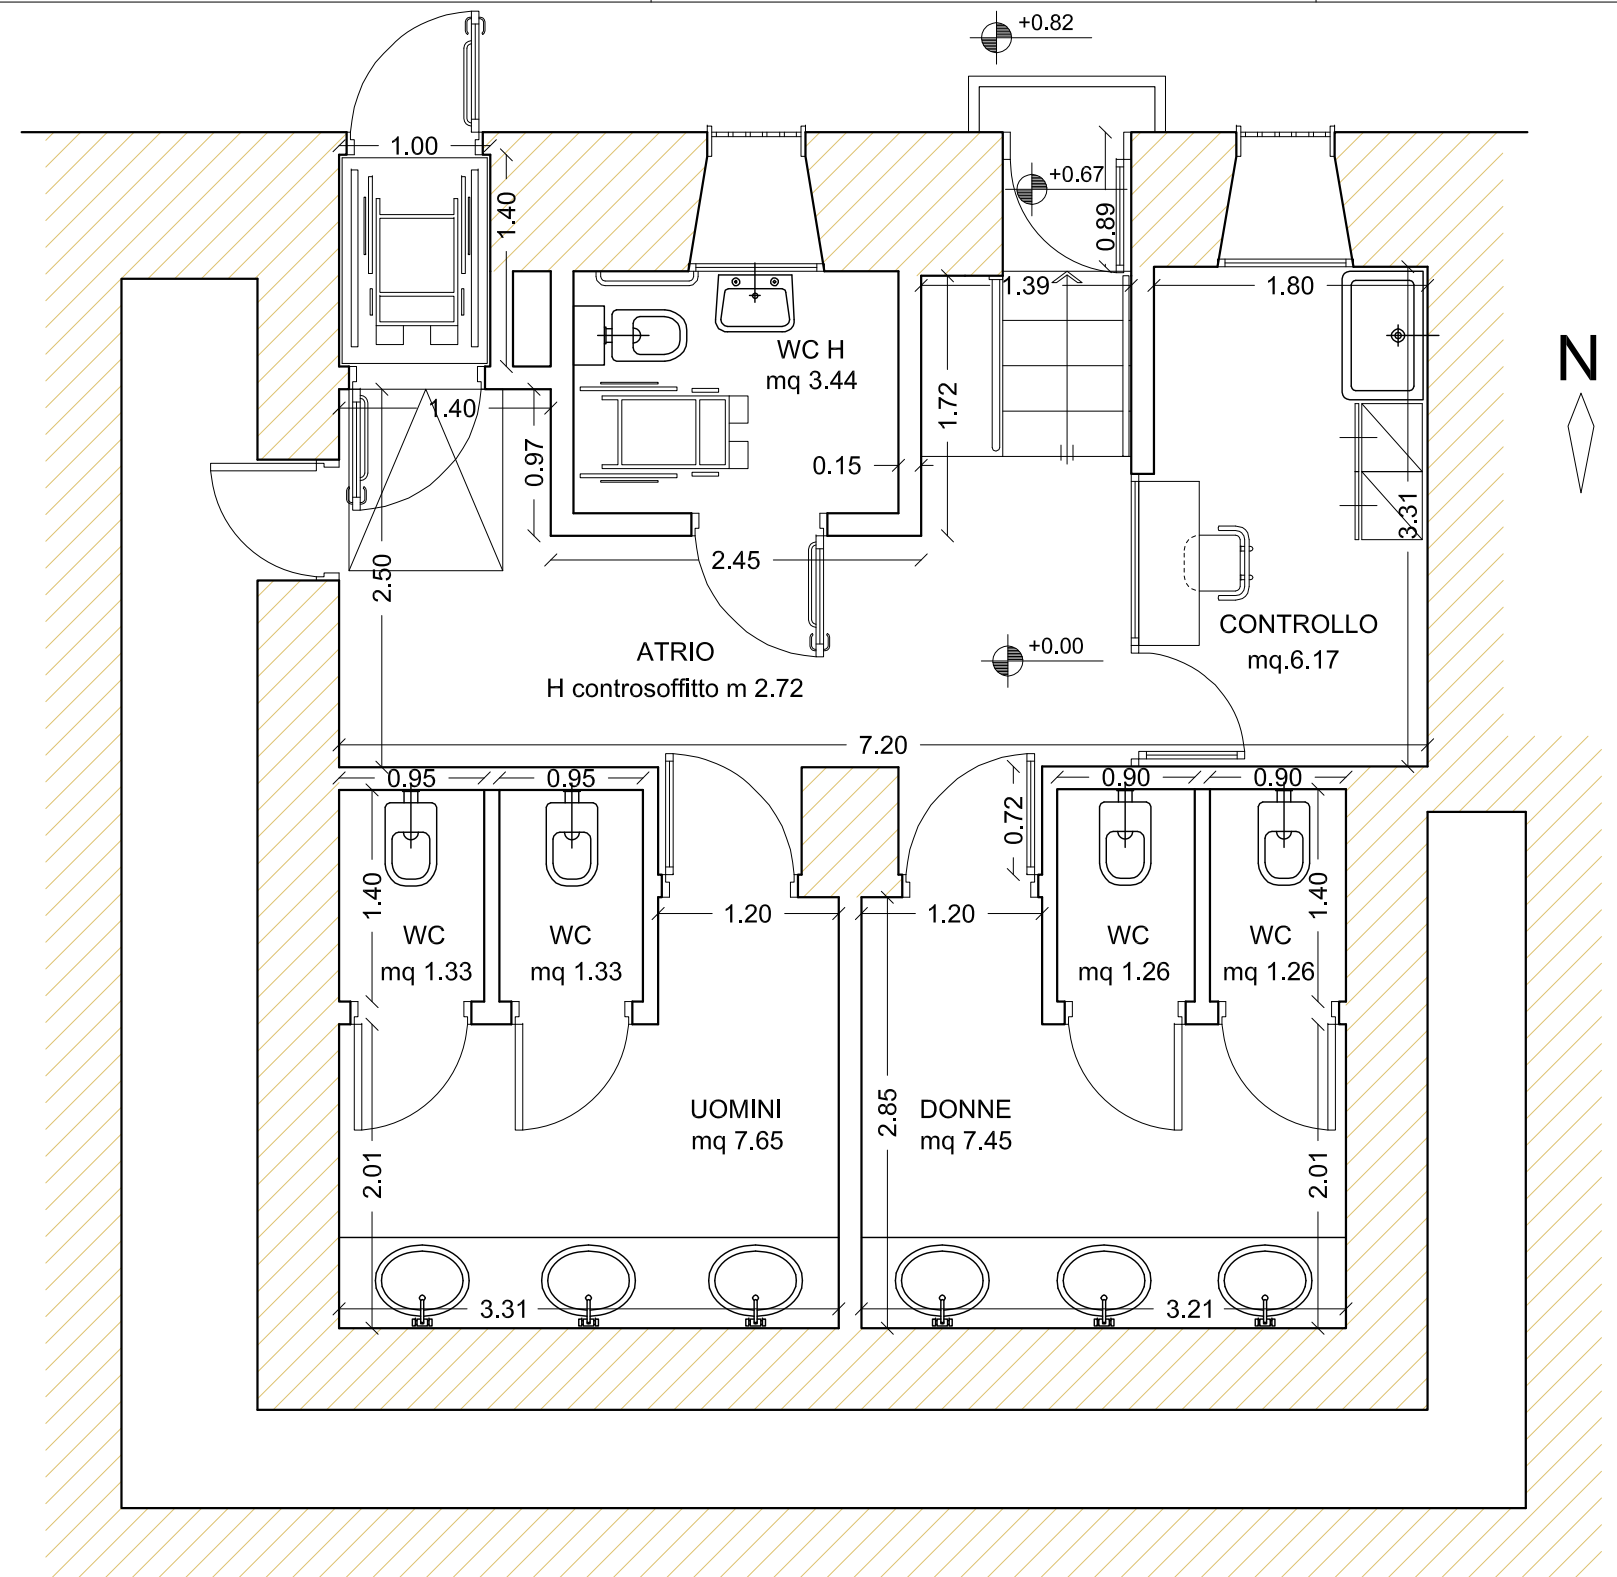 +0.82
1.00
+0.67
1.40
0.89
1.39
1.80
N
WC H
mq 3.44
1.40
1.72
0.97
0.15
3.31
2.45
2.50
CONTROLLO
mq.6.17
ATRIO
H controsoffitto m 2.72
+0.00
7.20
0.95
0.95
0.90
0.90
0.72
1.40
1.40
1.20
1.20
WC
mq 1.33
WC
mq 1.33
WC
mq 1.26
WC
mq 1.26
UOMINI
mq 7.65
2.85
DONNE
mq 7.45
2.01
2.01
3.31
3.21